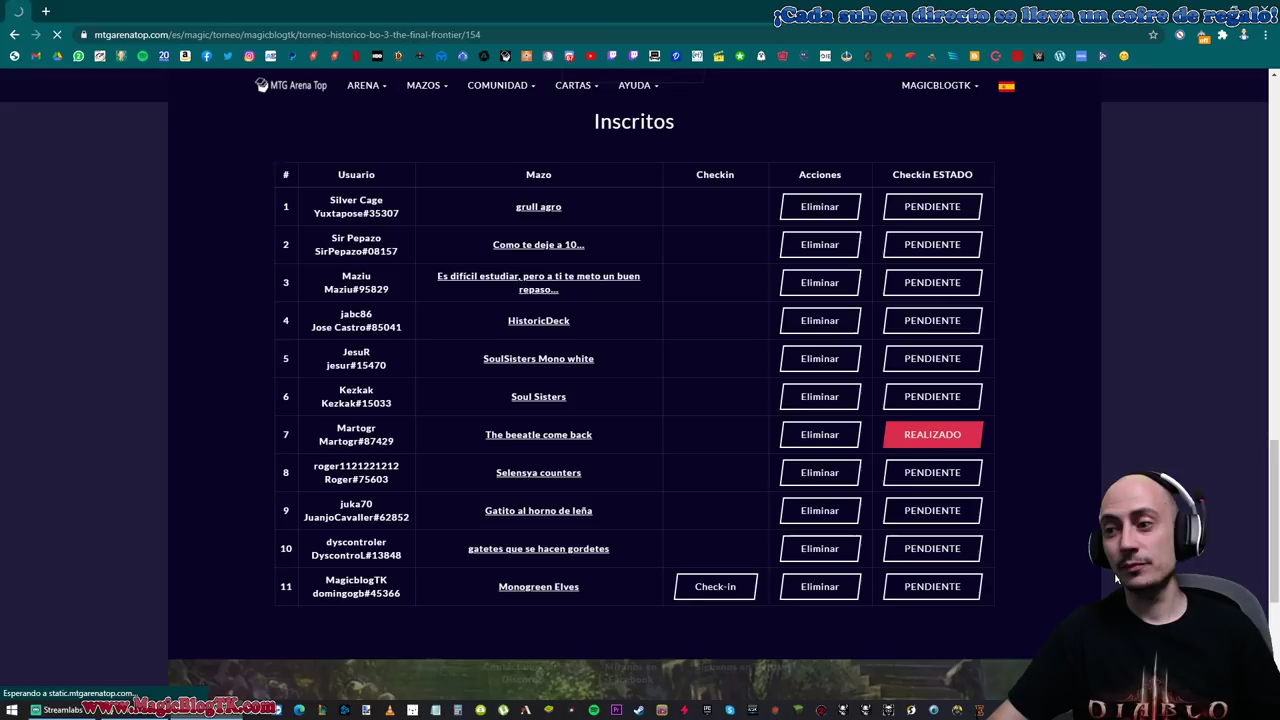 ¡Cada sub en directo se lleva un cofre de regalo!
mtgarenatop.com/es/magic/torneo/magicblogtk/torneo-historico-bo-3-the-final-frontier/154
MTG Arena Top
ARENA
MAZOS
COMUNIDAD
CARTAS
AYUDA
MAGICBLOGTK
Inscritos
# Usuario Mazo Checkin Acciones Checkin ESTADO
1 Silver Cage Yuxtapose#35307 grull agro Eliminar PENDIENTE
2 Sir Pepazo SirPepazo#08157 Como te deje a 10... Eliminar PENDIENTE
3 Maziu Maziu#95829 Es difícil estudiar, pero a ti te meto un buen repaso... Eliminar PENDIENTE
4 jabc86 Jose Castro#85041 HistoricDeck Eliminar PENDIENTE
5 JesuR jesur#15470 SoulSisters Mono white Eliminar PENDIENTE
6 Kezkak Kezkak#15033 Soul Sisters Eliminar PENDIENTE
7 Martogr Martogr#87429 The beeatle come back Eliminar REALIZADO
8 roger1121221212 Roger#75603 Selensya counters Eliminar PENDIENTE
9 juka70 JuanjoCavaller#62852 Gatito al horno de leña Eliminar PENDIENTE
10 dyscontroler DyscontroL#13848 gatetes que se hacen gordetes Eliminar PENDIENTE
11 MagicblogTK domingogb#45366 Monogreen Elves Check-in Eliminar PENDIENTE
Esperando a static.mtgarenatop.com...
Streamlabs
www.MagicBlogTK.com
DIABLO